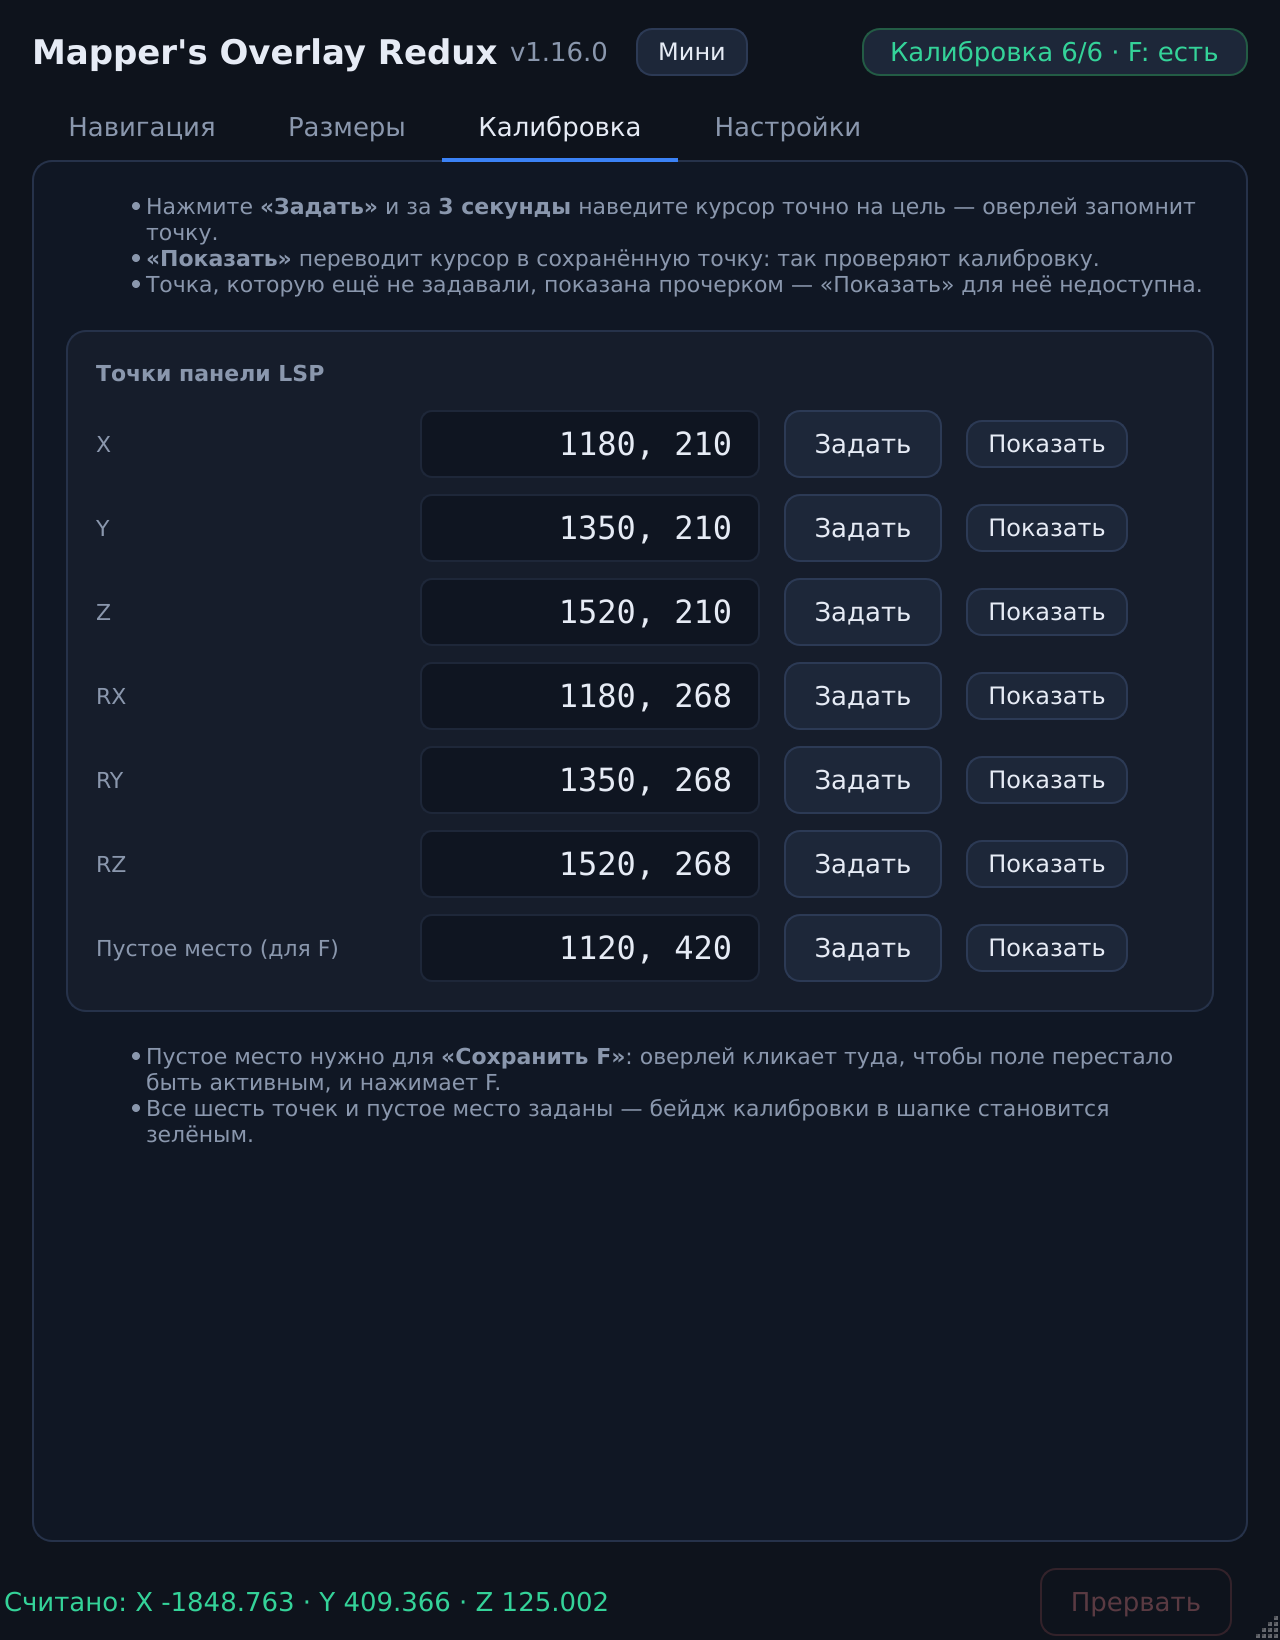 Mapper's Overlay Redux v1.16.0 Мини Калибровка 6/6 · F: есть
Навигация Размеры Калибровка Настройки
• Нажмите «Задать» и за 3 секунды наведите курсор точно на цель — оверлей запомнит
точку.
• «Показать» переводит курсор в сохранённую точку: так проверяют калибровку.
• Точка, которую ещё не задавали, показана прочерком — «Показать» для неё недоступна.
Точки панели LSP
X 1180, 210 Задать Показать
Y 1350, 210 Задать Показать
Z 1520, 210 Задать Показать
RX 1180, 268 Задать Показать
RY 1350, 268 Задать Показать
RZ 1520, 268 Задать Показать
Пустое место (для F) 1120, 420 Задать Показать
• Пустое место нужно для «Сохранить F»: оверлей кликает туда, чтобы поле перестало
быть активным, и нажимает F.
• Все шесть точек и пустое место заданы — бейдж калибровки в шапке становится
зелёным.
Считано: X -1848.763 · Y 409.366 · Z 125.002 Прервать